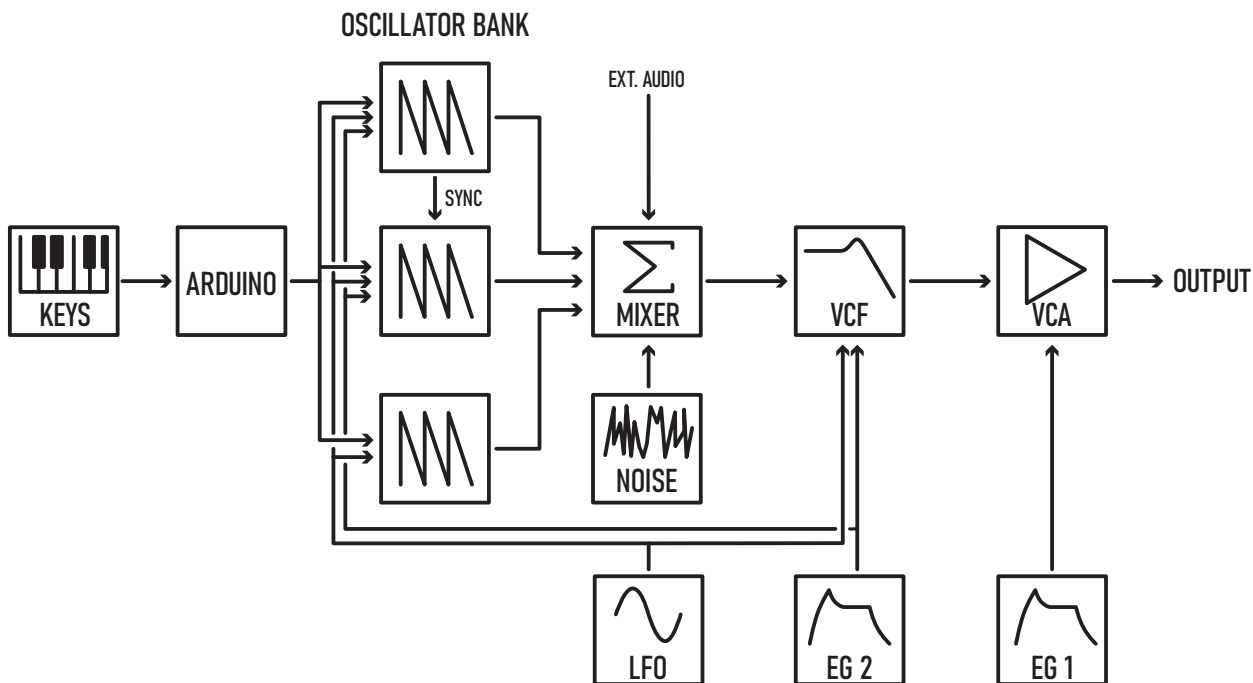 OSCILLATOR BANK
EXT. AUDIO
SYNC
KEYS
ARDUINO
MIXER
VCF
VCA
OUTPUT
NOISE
LFO
EG 2
EG 1